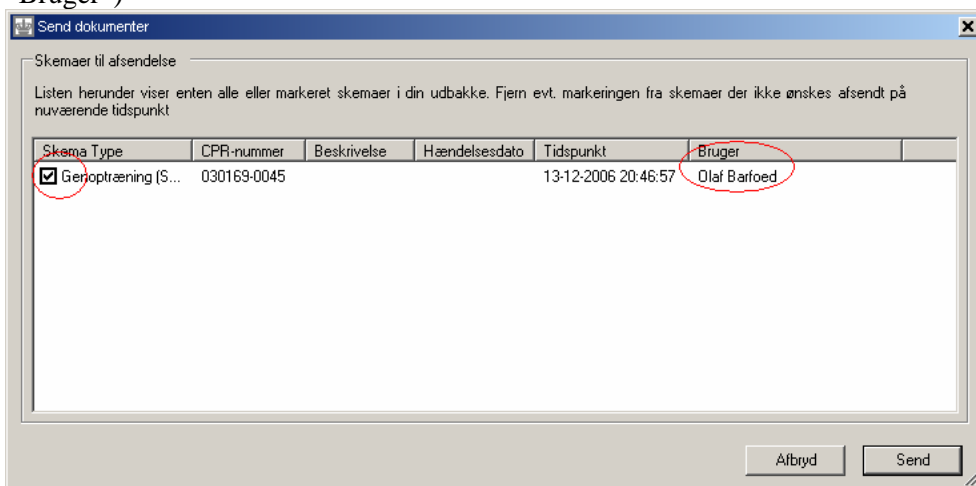 Bruger )
Send dokumenter
Skemaer til afsendelse
Listen herunder viser enten alle eller markeret skemaer i din udbakke. Fjern evt. markeringen fra skemaer der ikke ønskes afsendt på
nuværende tidspunkt
Skema Type CPR-nummer Beskrivelse Hændelsesdato Tidspunkt Bruger
Genoptræning (S... 030169-0045 13-12-2006 20:46:57 Olaf Barfoed
Afbryd Send